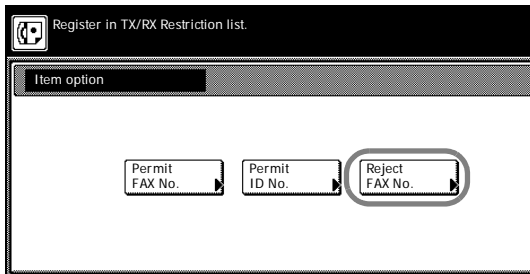 Register in TX/RX Restriction list.
Item option
Permit
FAX No.
Permit
ID No.
Reject
FAX No.